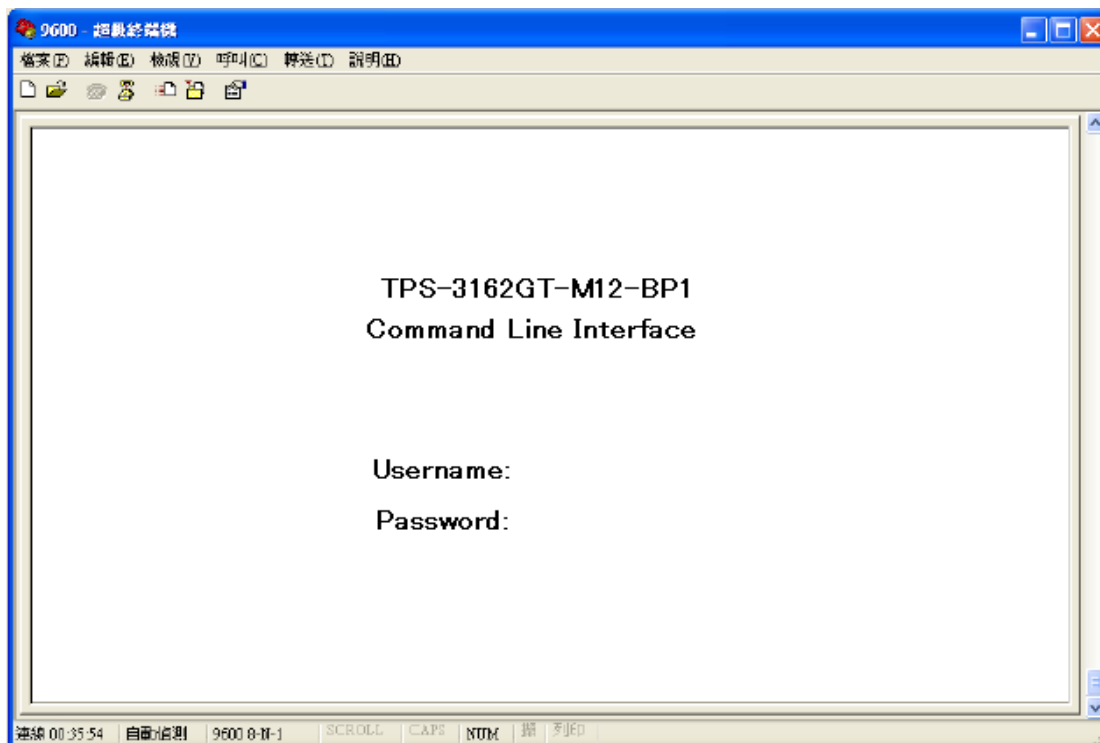 9600 - 超級終端機
檔案(F) 編輯(E) 檢視(V) 呼叫(C) 轉送(T) 說明(H)
TPS-3162GT-M12-BP1
Command Line Interface
Username:
Password:
連線 00:35:54 自動偵測 9600 8-N-1 SCROLL CAPS NUM 擷 列印